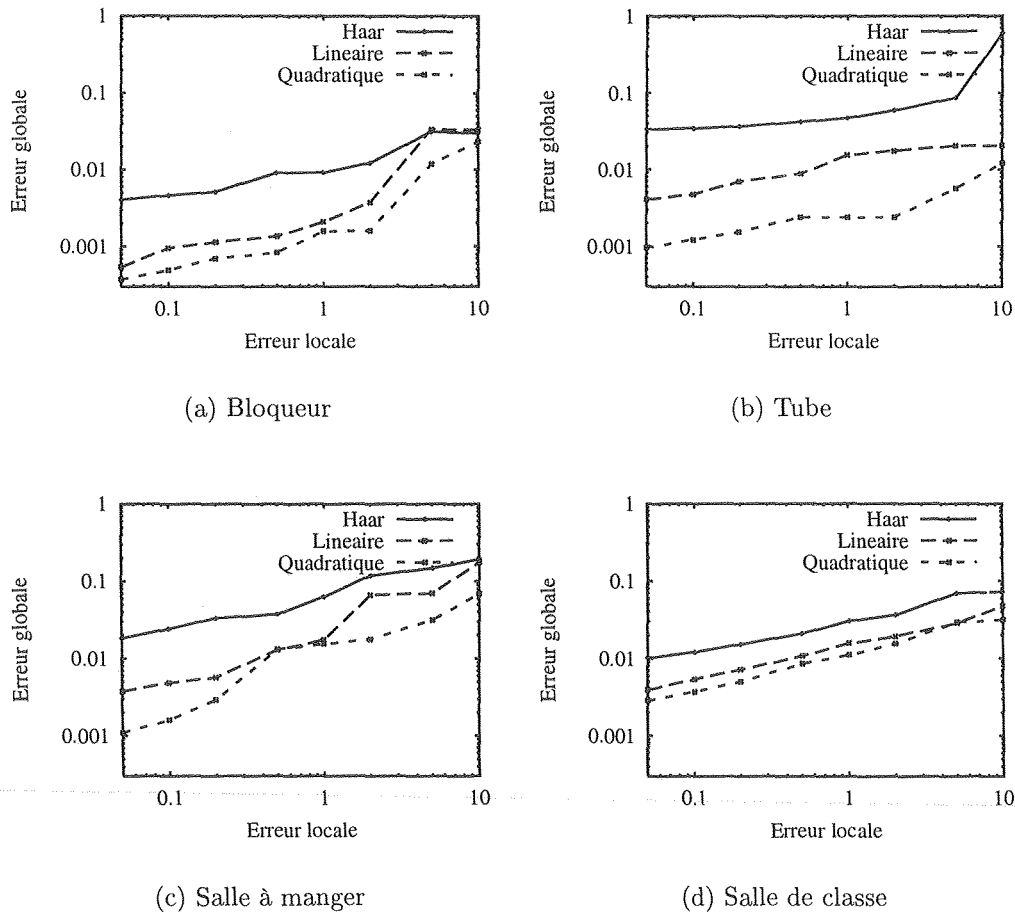 1
0.1
0.01
0.001
Erreur globale
Haar
Lineaire
Quadratique
0.1 1 10
Erreur locale
(a) Bloqueur
1
0.1
0.01
0.001
Erreur globale
Haar
Lineaire
Quadratique
0.1 1 10
Erreur locale
(b) Tube
1
0.1
0.01
0.001
Erreur globale
Haar
Lineaire
Quadratique
0.1 1 10
Erreur locale
(c) Salle à manger
1
0.1
0.01
0.001
Erreur globale
Haar
Lineaire
Quadratique
0.1 1 10
Erreur locale
(d) Salle de classe